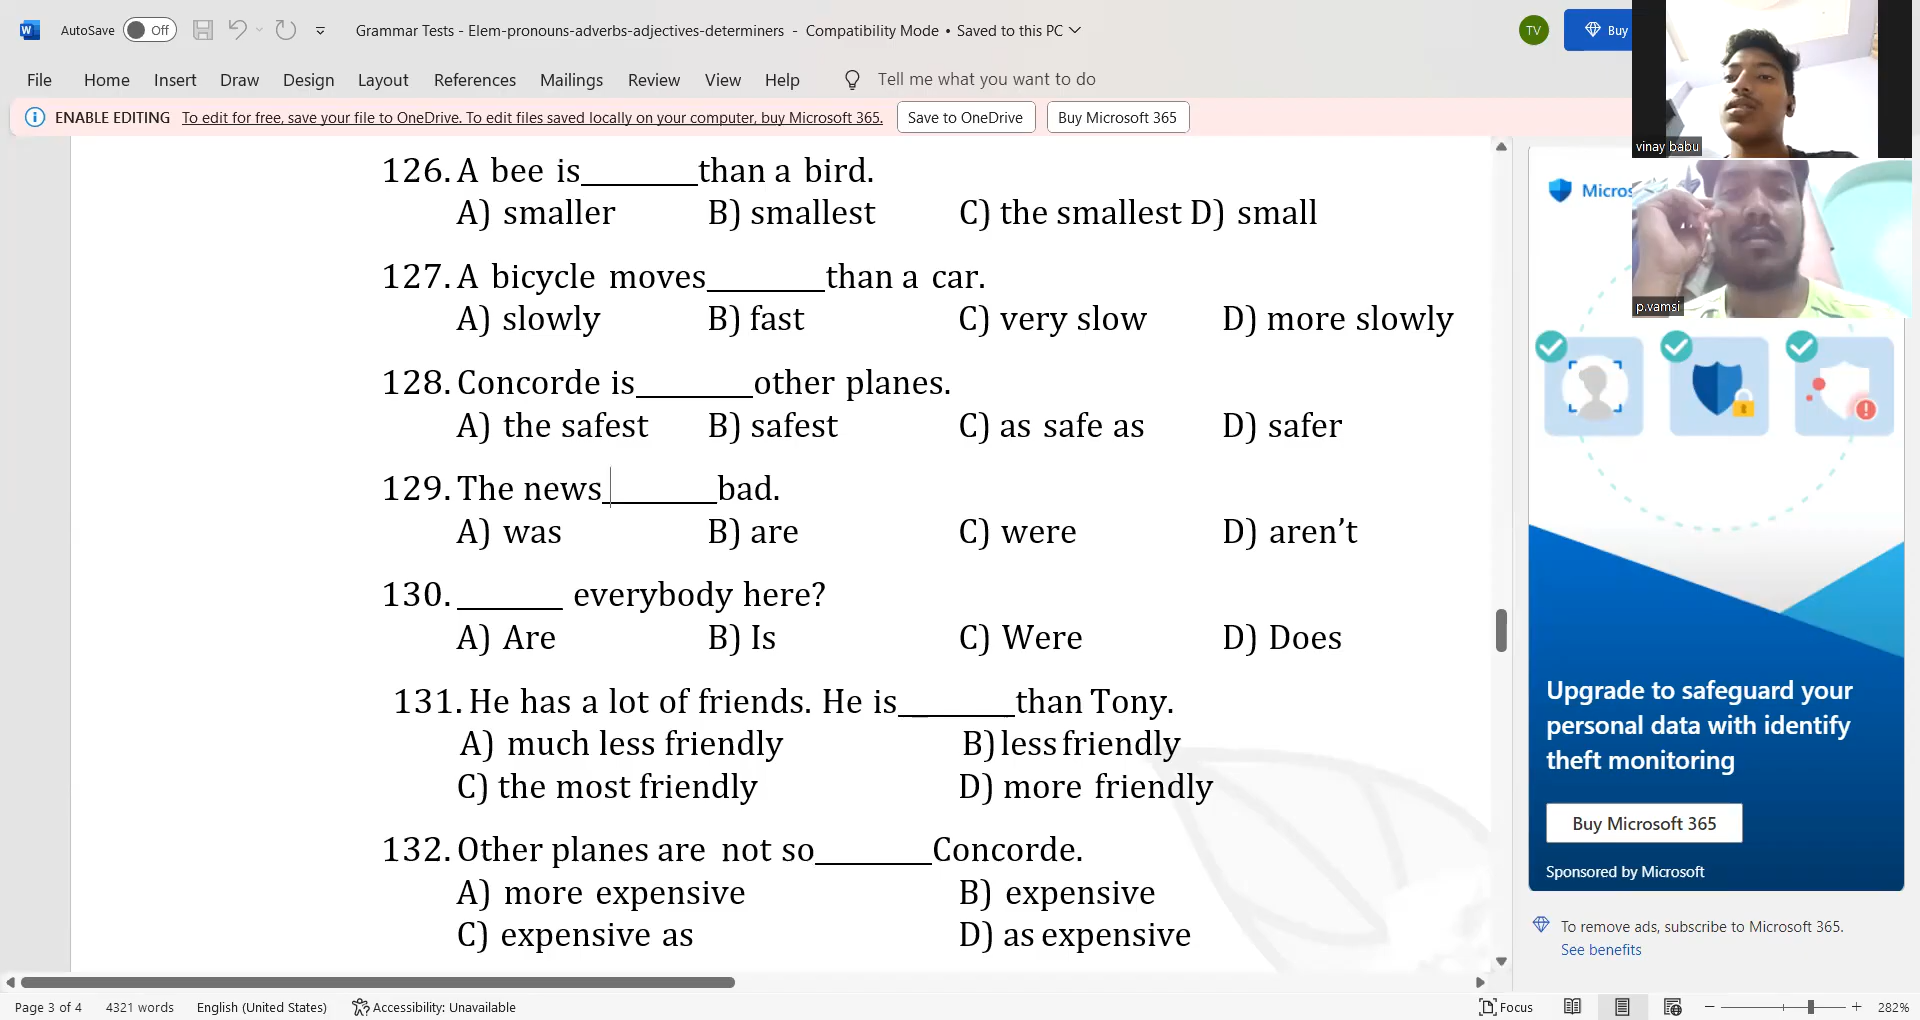 AutoSave Off Grammar Tests - Elem-pronouns-adverbs-adjectives-determiners - Compatibility Mode • Saved to this PC TV Buy
File Home Insert Draw Design Layout References Mailings Review View Help Tell me what you want to do
ENABLE EDITING To edit for free, save your file to OneDrive. To edit files saved locally on your computer, buy Microsoft 365. Save to OneDrive Buy Microsoft 365
vinay babu
p.vamsi
126. A bee is________than a bird.
A) smaller B) smallest C) the smallest D) small
127. A bicycle moves________than a car.
A) slowly B) fast C) very slow D) more slowly
128. Concorde is________other planes.
A) the safest B) safest C) as safe as D) safer
129. The news________bad.
A) was B) are C) were D) aren’t
130. _______ everybody here?
A) Are B) Is C) Were D) Does
131. He has a lot of friends. He is________than Tony.
A) much less friendly B) less friendly
C) the most friendly D) more friendly
132. Other planes are not so________Concorde.
A) more expensive B) expensive
C) expensive as D) as expensive
Upgrade to safeguard your
personal data with identify
theft monitoring
Buy Microsoft 365
Sponsored by Microsoft
To remove ads, subscribe to Microsoft 365.
See benefits
Page 3 of 4 4321 words English (United States) Accessibility: Unavailable Focus 282%